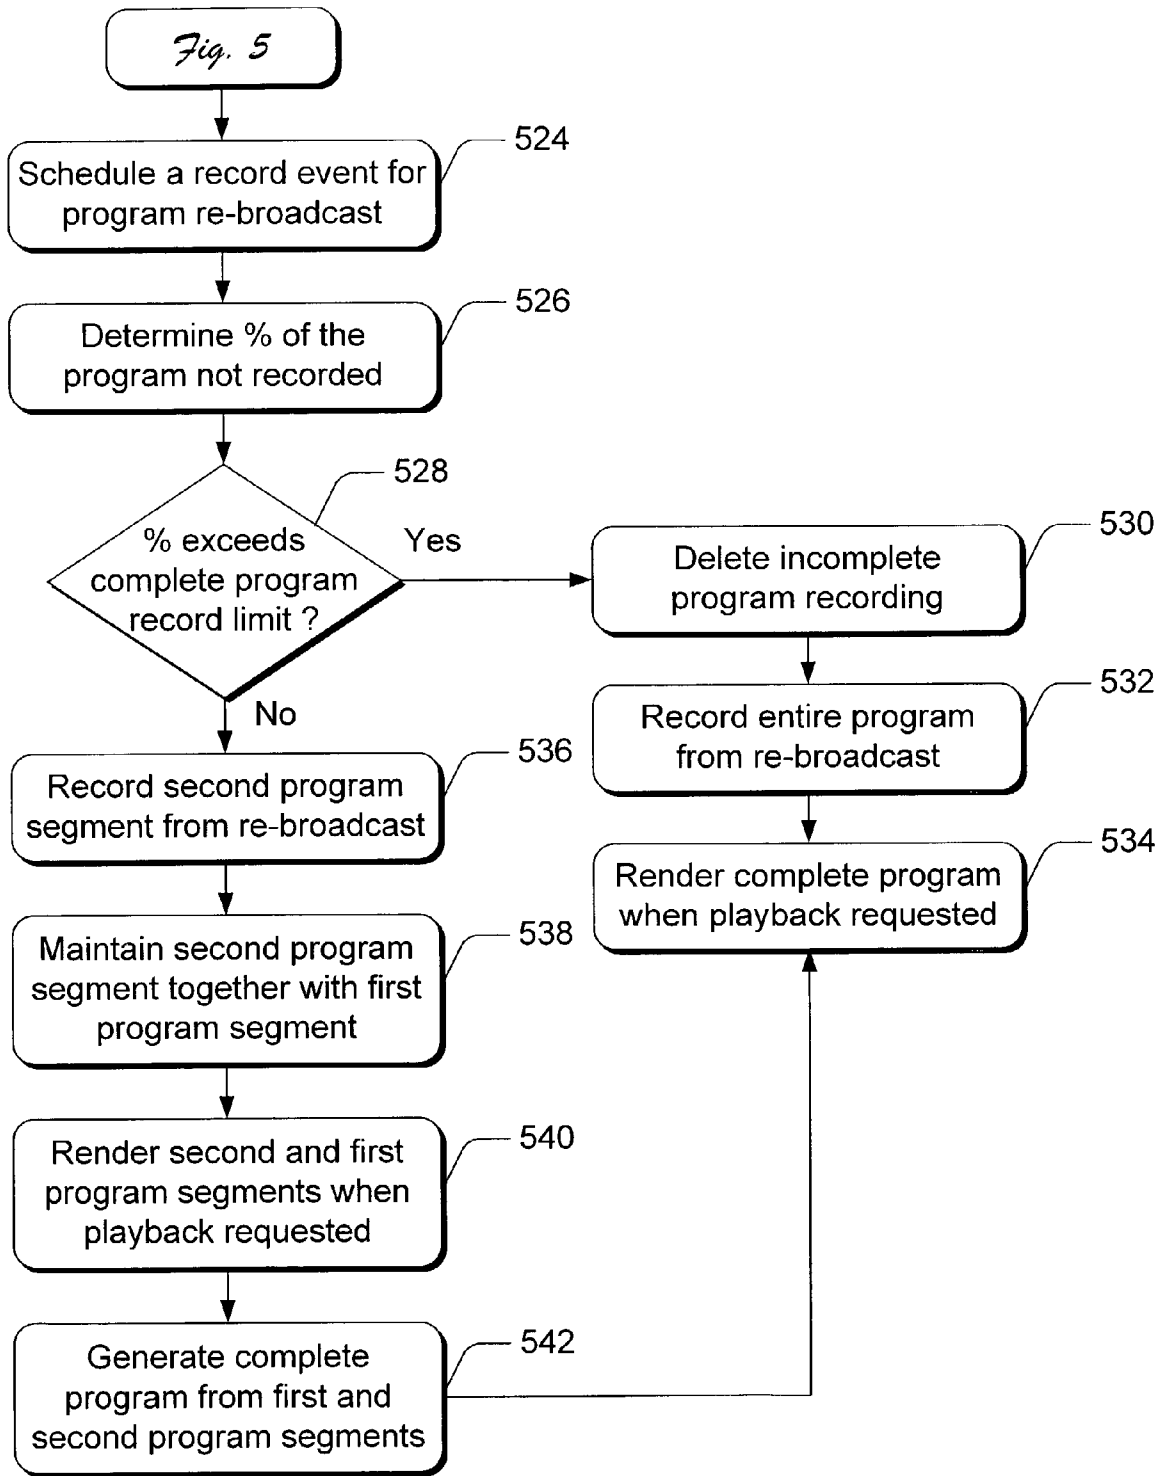 Fig. 5
524
Schedule a record event for
program re-broadcast
526
Determine % of the
program not recorded
528
% exceeds
complete program
record limit ?
Yes
530
Delete incomplete
program recording
532
Record entire program
from re-broadcast
534
Render complete program
when playback requested
No
536
Record second program
segment from re-broadcast
538
Maintain second program
segment together with first
program segment
540
Render second and first
program segments when
playback requested
542
Generate complete
program from first and
second program segments